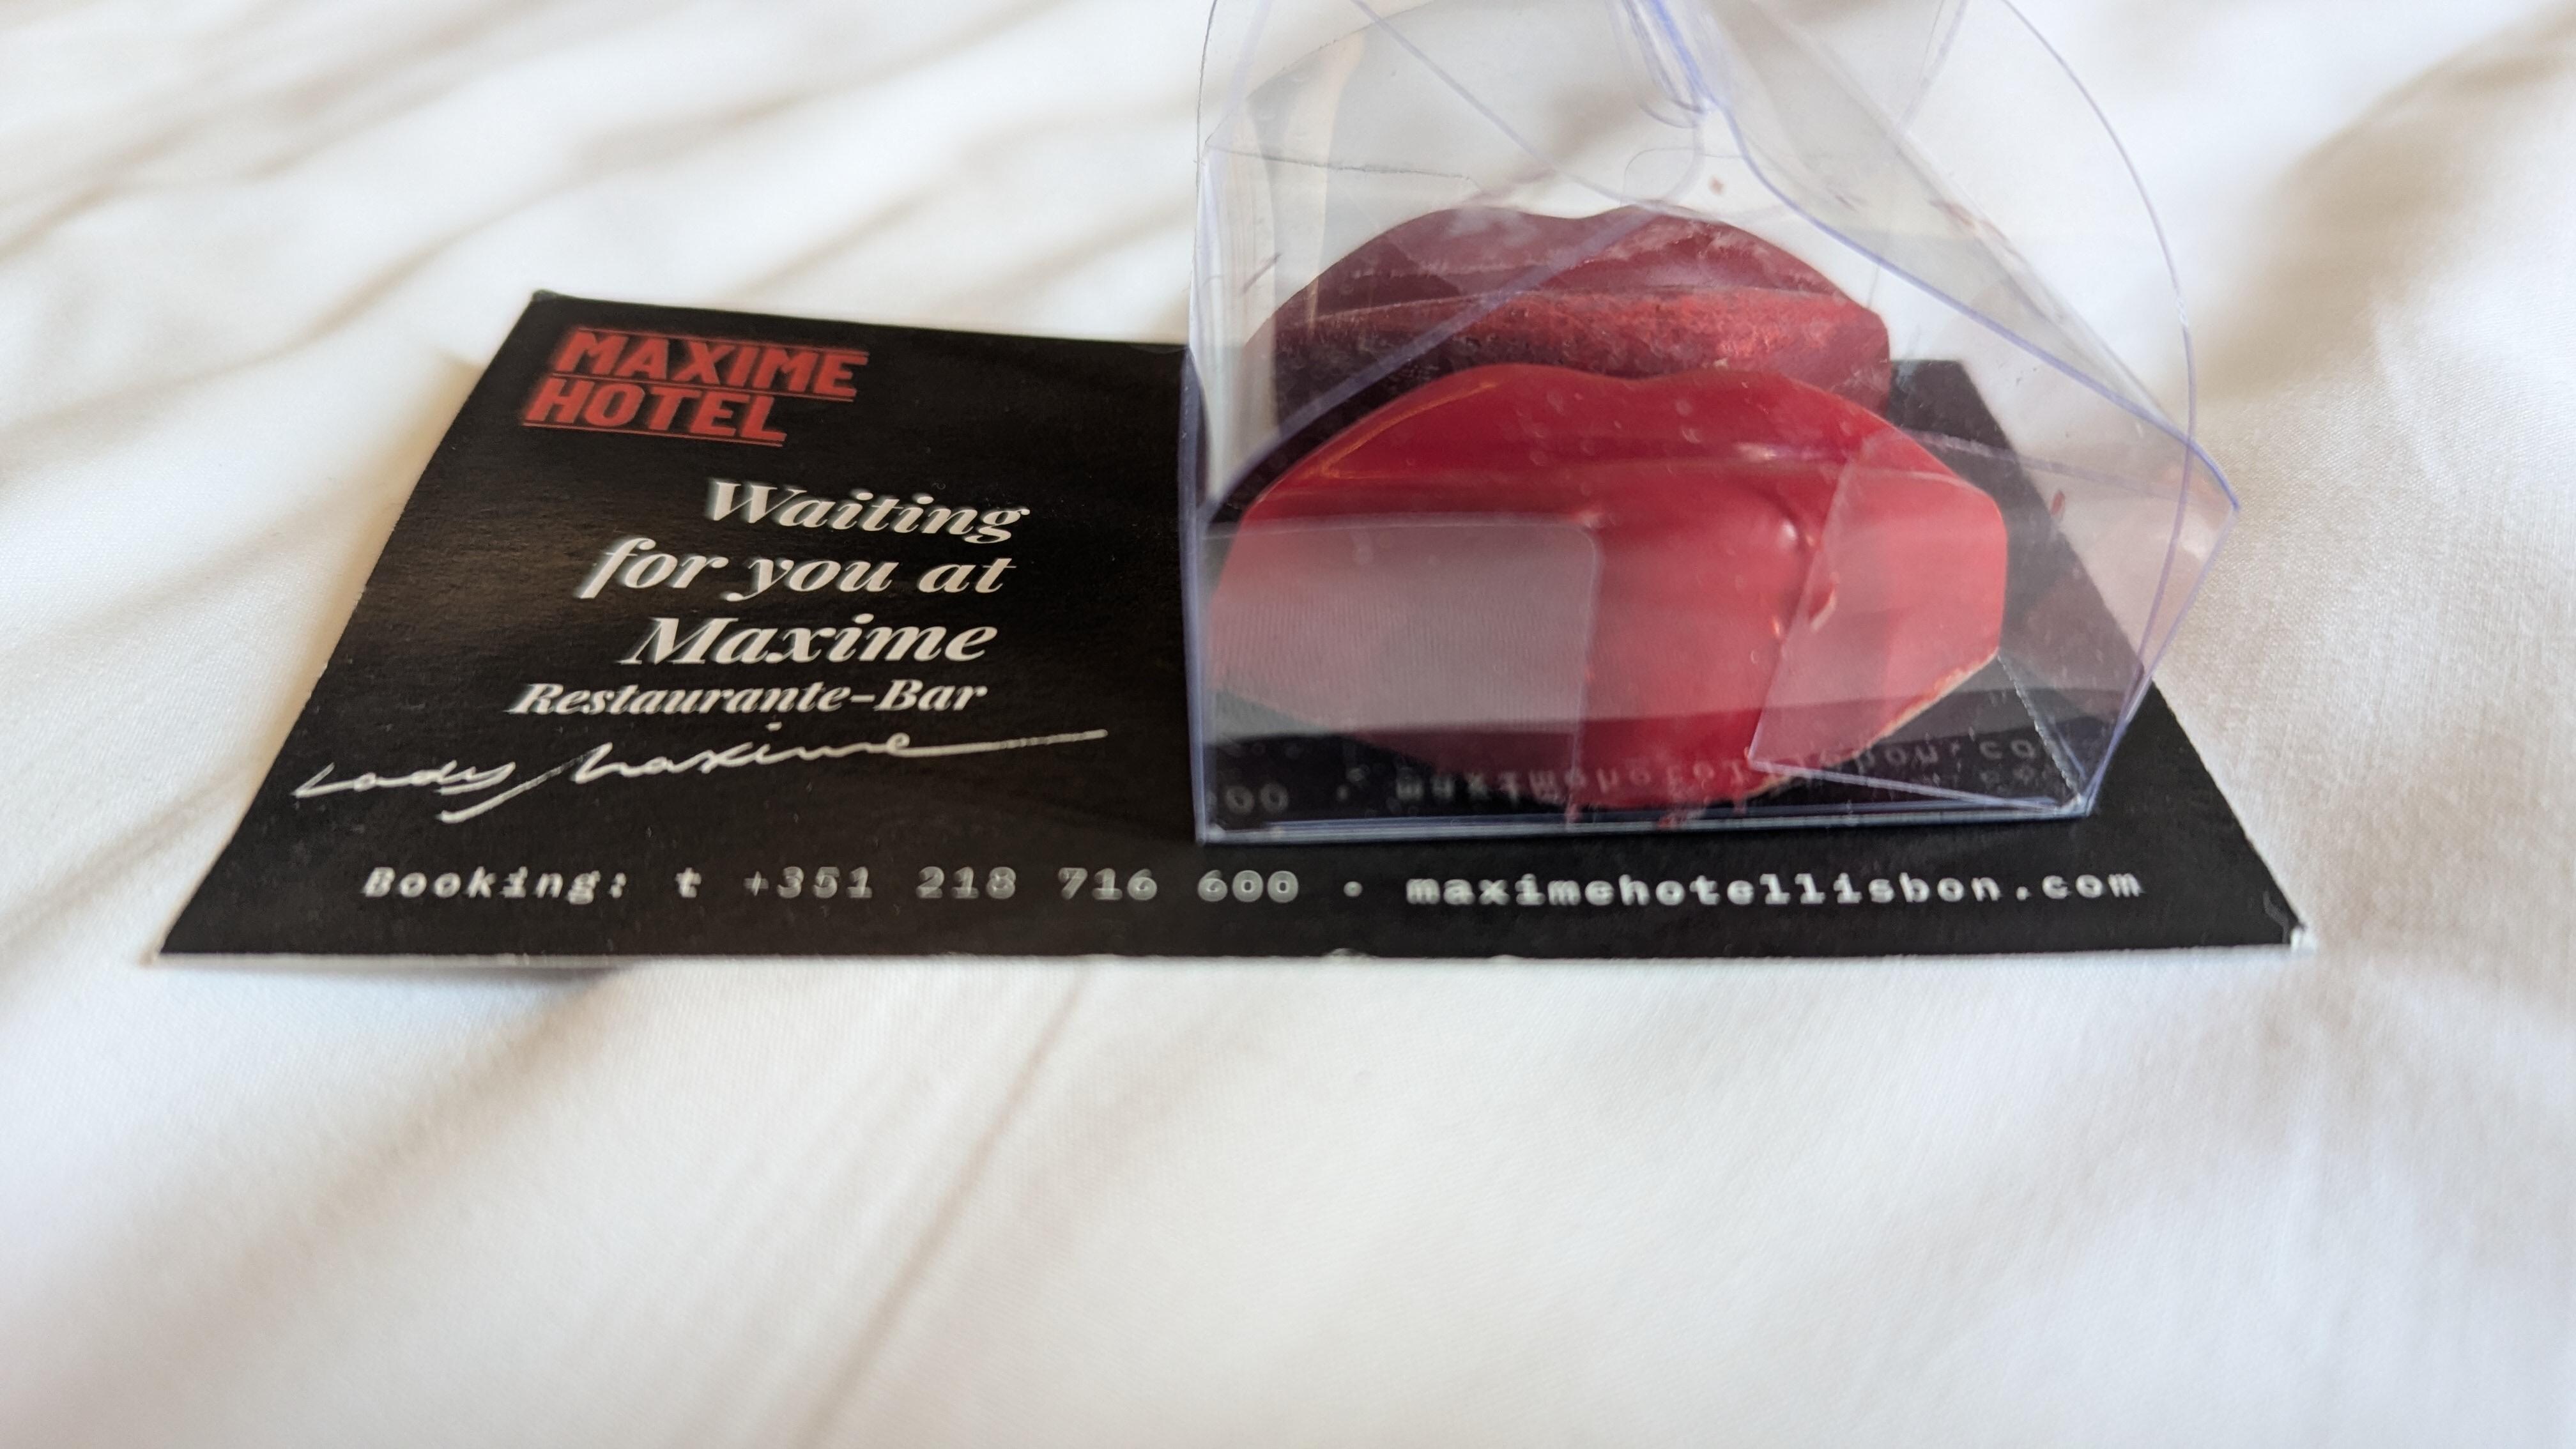 MAXIME
HOTEL
Waiting
for you at
Maxime
Restaurante-Bar
Lady Maxime
Booking: t +351 218 716 600 • maximehotellisbon.com